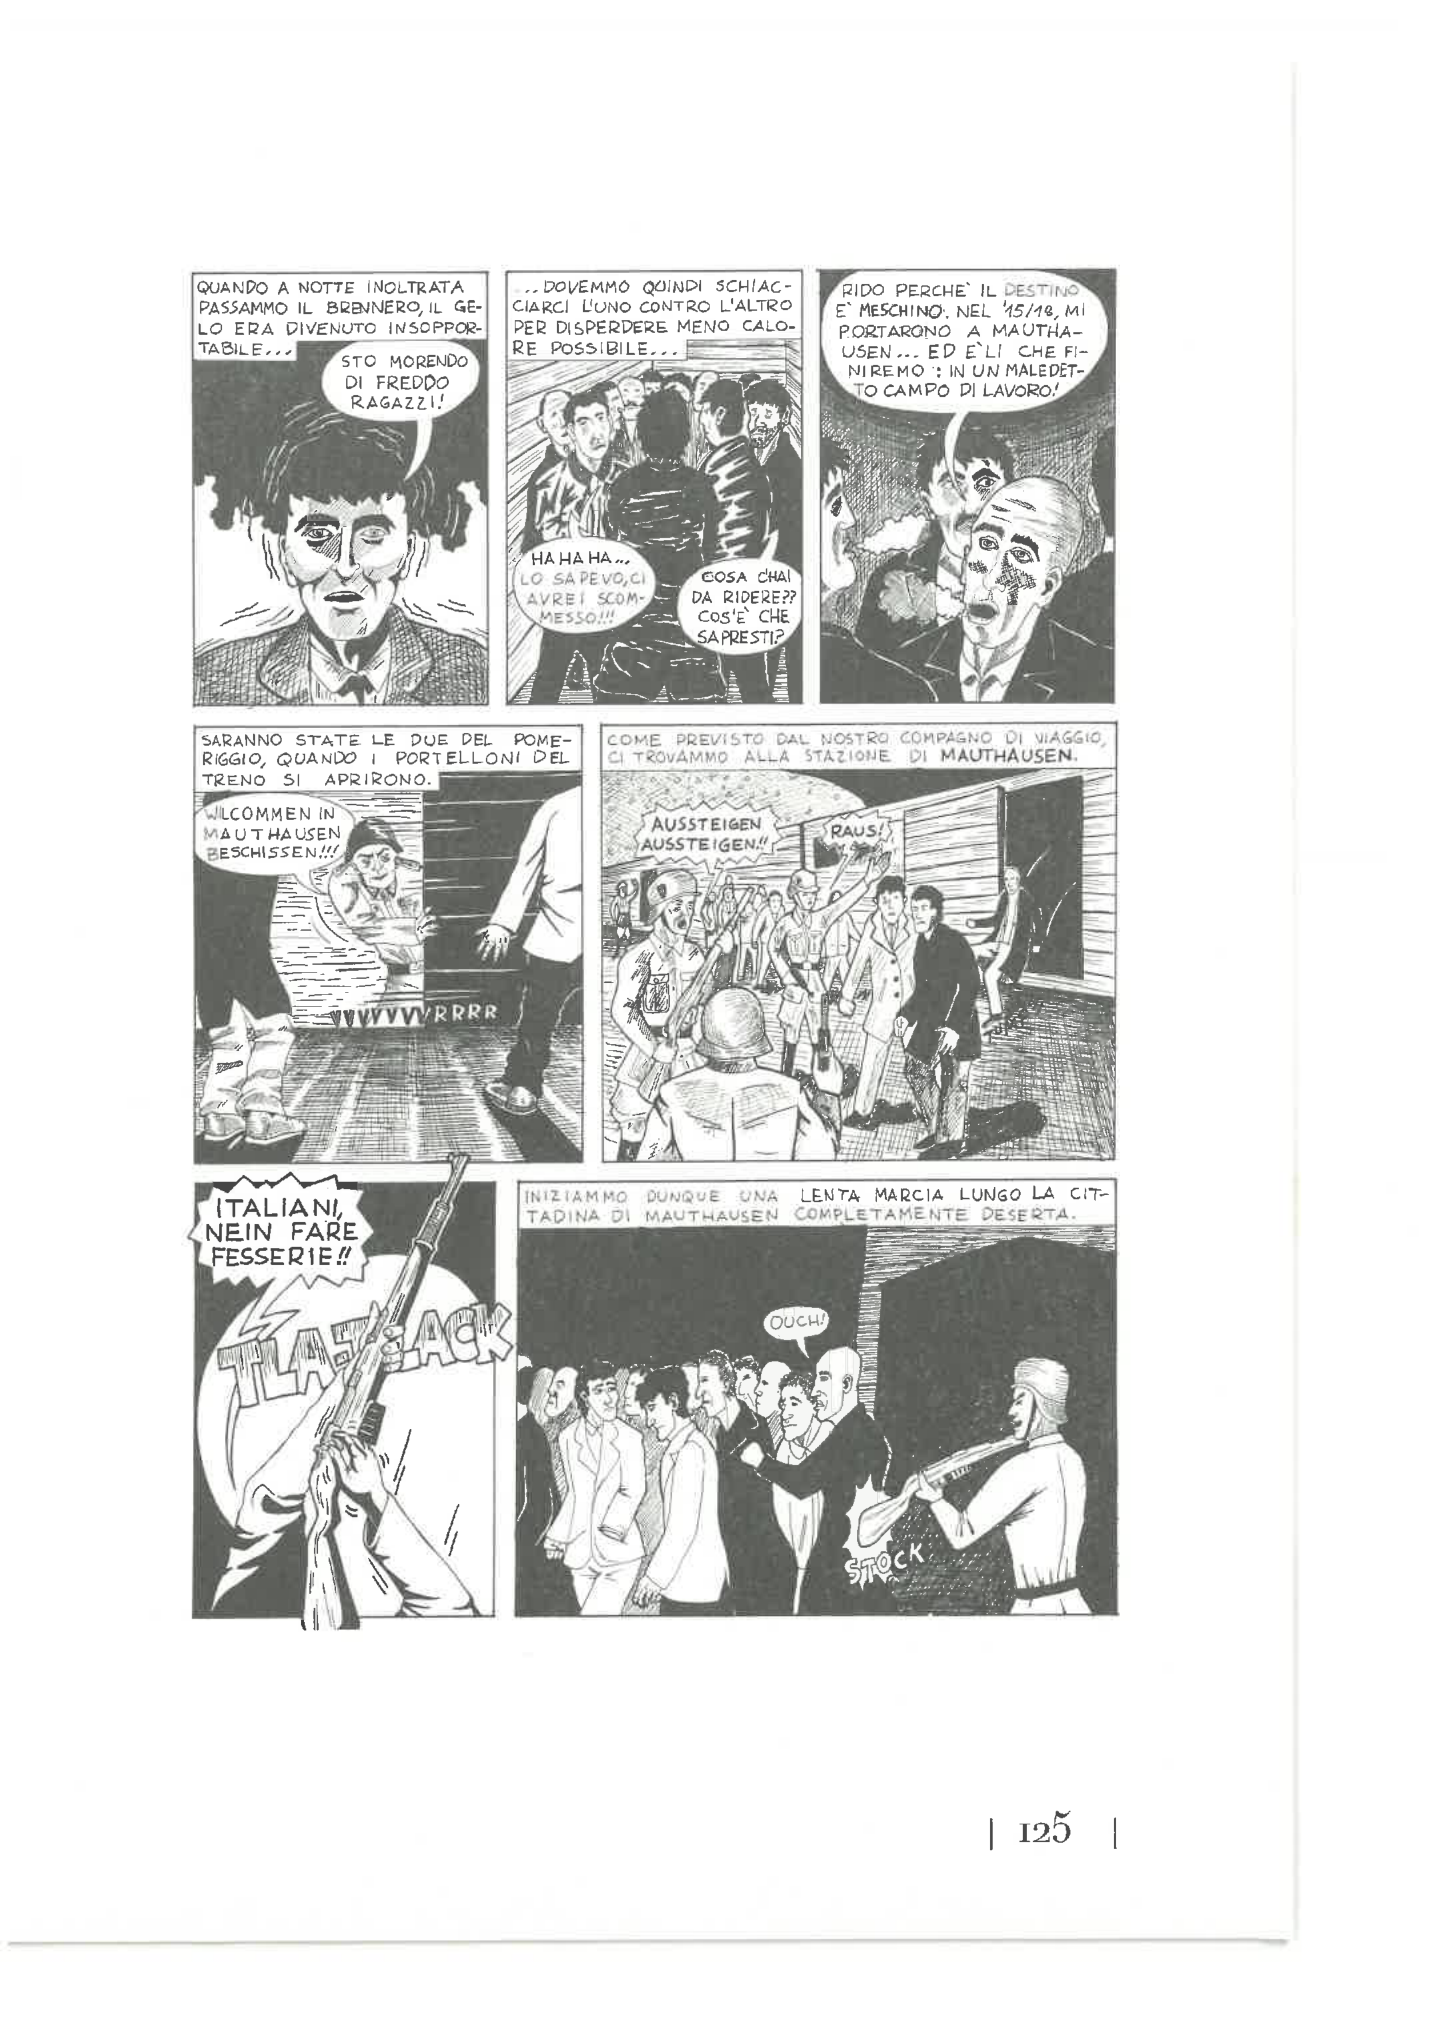 QUANDO A NOTTE INOLTRATA
PASSAMMO IL BRENNERO, IL GE-
LO ERA DIVENUTO INSOPPOR-
TABILE...
STO MORENDO
DI FREDDO
RAGAZZI!
...DOVEMMO QUINDI SCHIAC-
CIARCI L'UNO CONTRO L'ALTRO
PER DISPERDERE MENO CALO-
RE POSSIBILE...
HA HA HA...
LO SAPEVO, CI
AVREI SCOM-
MESSO!!!
COSA C'HAI
DA RIDERE??
COS'È CHE
SAPRESTI?
RIDO PERCHE' IL DESTINO
E' MESCHINO. NEL '15/18, MI
PORTARONO A MAUTHA-
USEN... ED E' LI CHE FI-
NIREMO: IN UN MALEDET-
TO CAMPO DI LAVORO!
SARANNO STATE LE DUE DEL POME-
RIGGIO, QUANDO I PORTELLONI DEL
TRENO SI APRIRONO.
WILCOMMEN IN
MAUTHAUSEN
BESCHISSEN!!!
VVVVVVVRRRR
COME PREVISTO DAL NOSTRO COMPAGNO DI VIAGGIO,
CI TROVAMMO ALLA STAZIONE DI MAUTHAUSEN.
AUSSTEIGEN
AUSSTEIGEN!!
RAUS!
ITALIANI,
NEIN FARE
FESSERIE!!
INIZIAMMO DUNQUE UNA LENTA MARCIA LUNGO LA CIT-
TADINA DI MAUTHAUSEN COMPLETAMENTE DESERTA.
OUCH!
STOCK
| 125 |